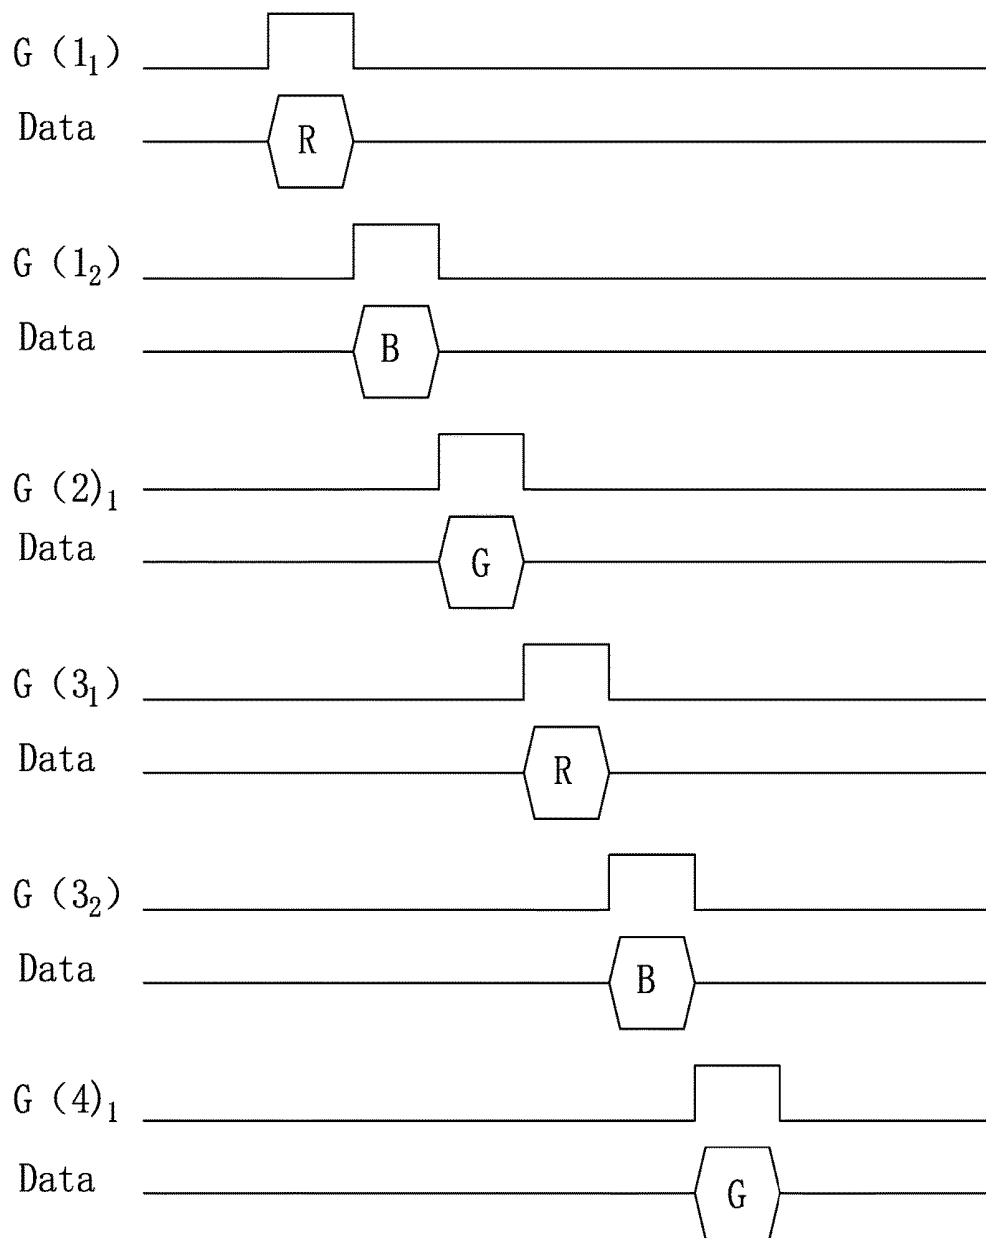 G (1₁)
Data
R
G (1₂)
Data
B
G (2)₁
Data
G
G (3₁)
Data
R
G (3₂)
Data
B
G (4)₁
Data
G